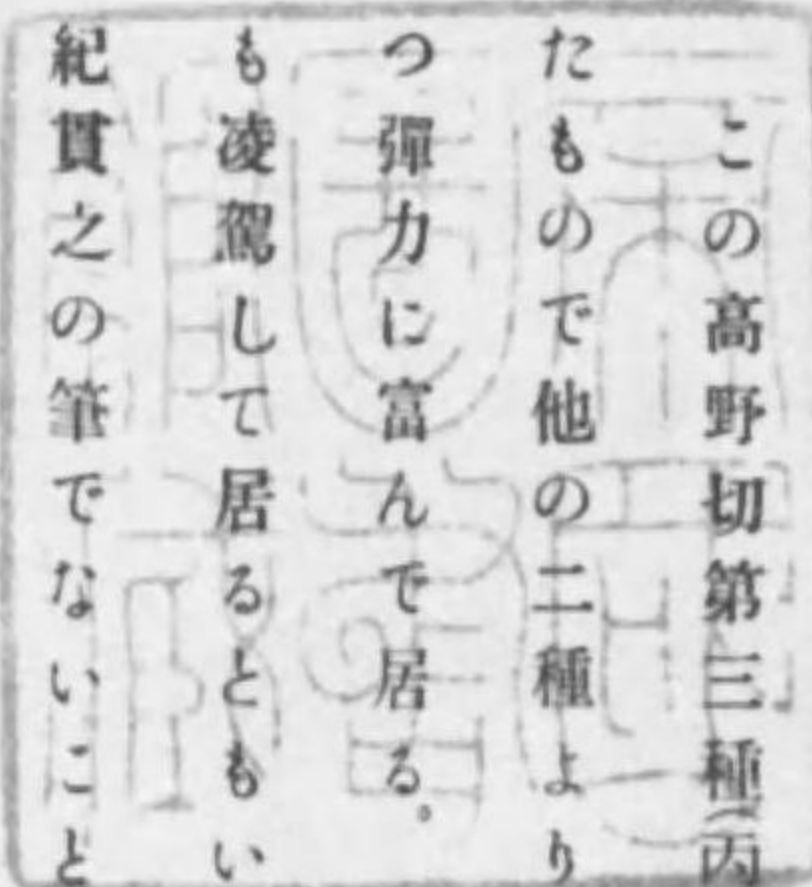 この高野切第三種(丙
たもので他の二種より
つ彈力に富んで居る。
も凌駕して居るともい
紀貫之の筆でないこと